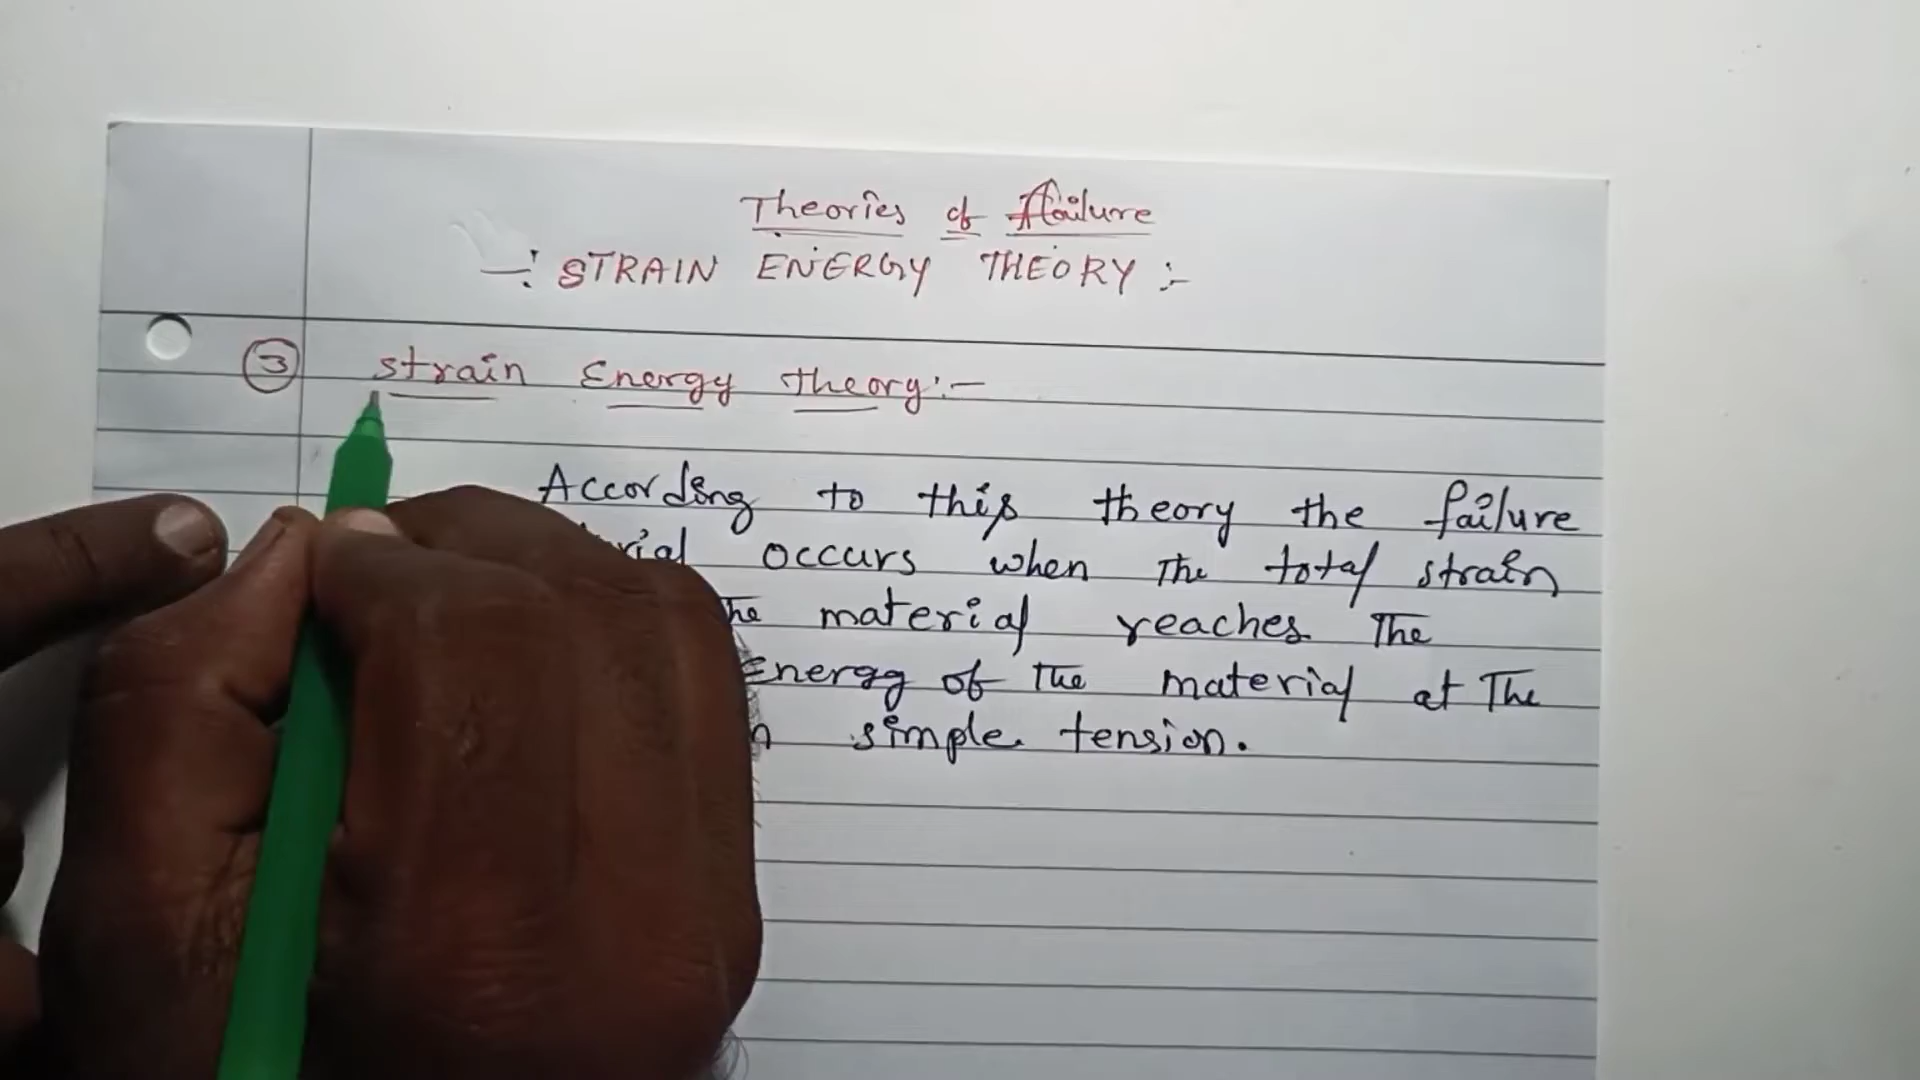 Theories of failure
-: STRAIN ENERGY THEORY :-
③ strain Energy theory:-
According to this theory the failure
occurs when The total strain
The material reaches The
Energy of The material at The
simple tension.